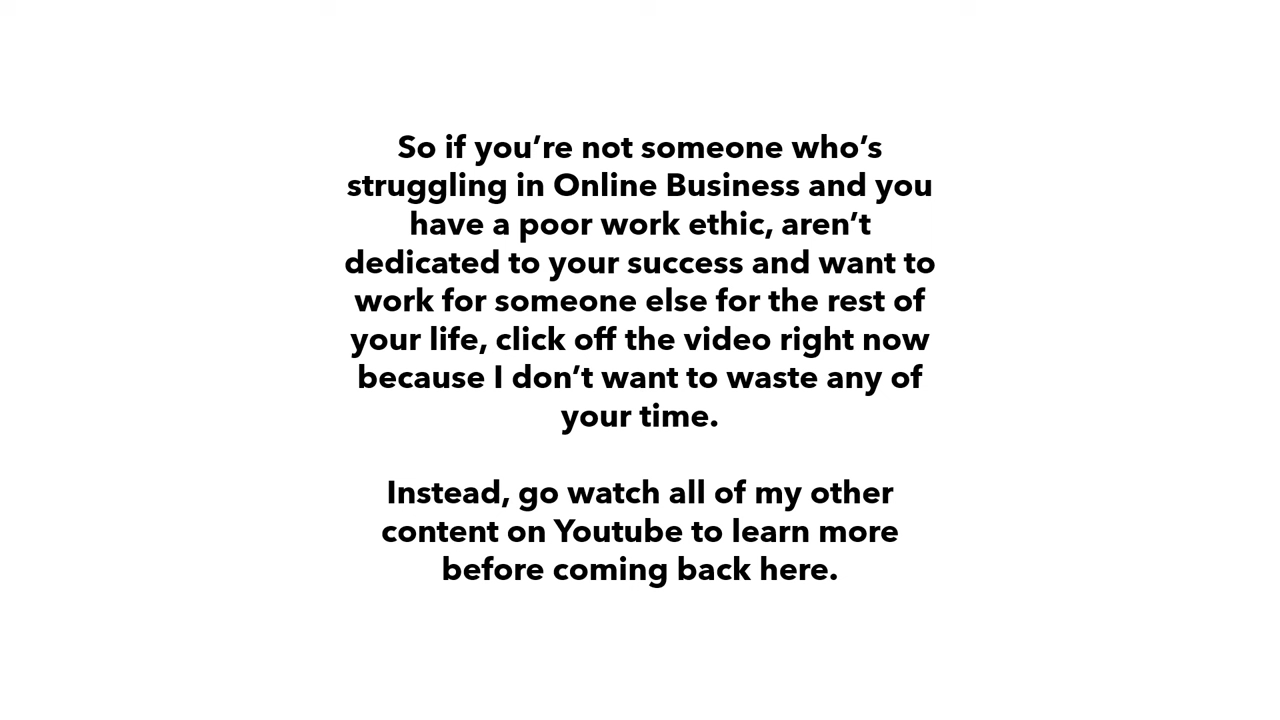 So if you’re not someone who’s
struggling in Online Business and you
have a poor work ethic, aren’t
dedicated to your success and want to
work for someone else for the rest of
your life, click off the video right now
because I don’t want to waste any of
your time.
Instead, go watch all of my other
content on Youtube to learn more
before coming back here.